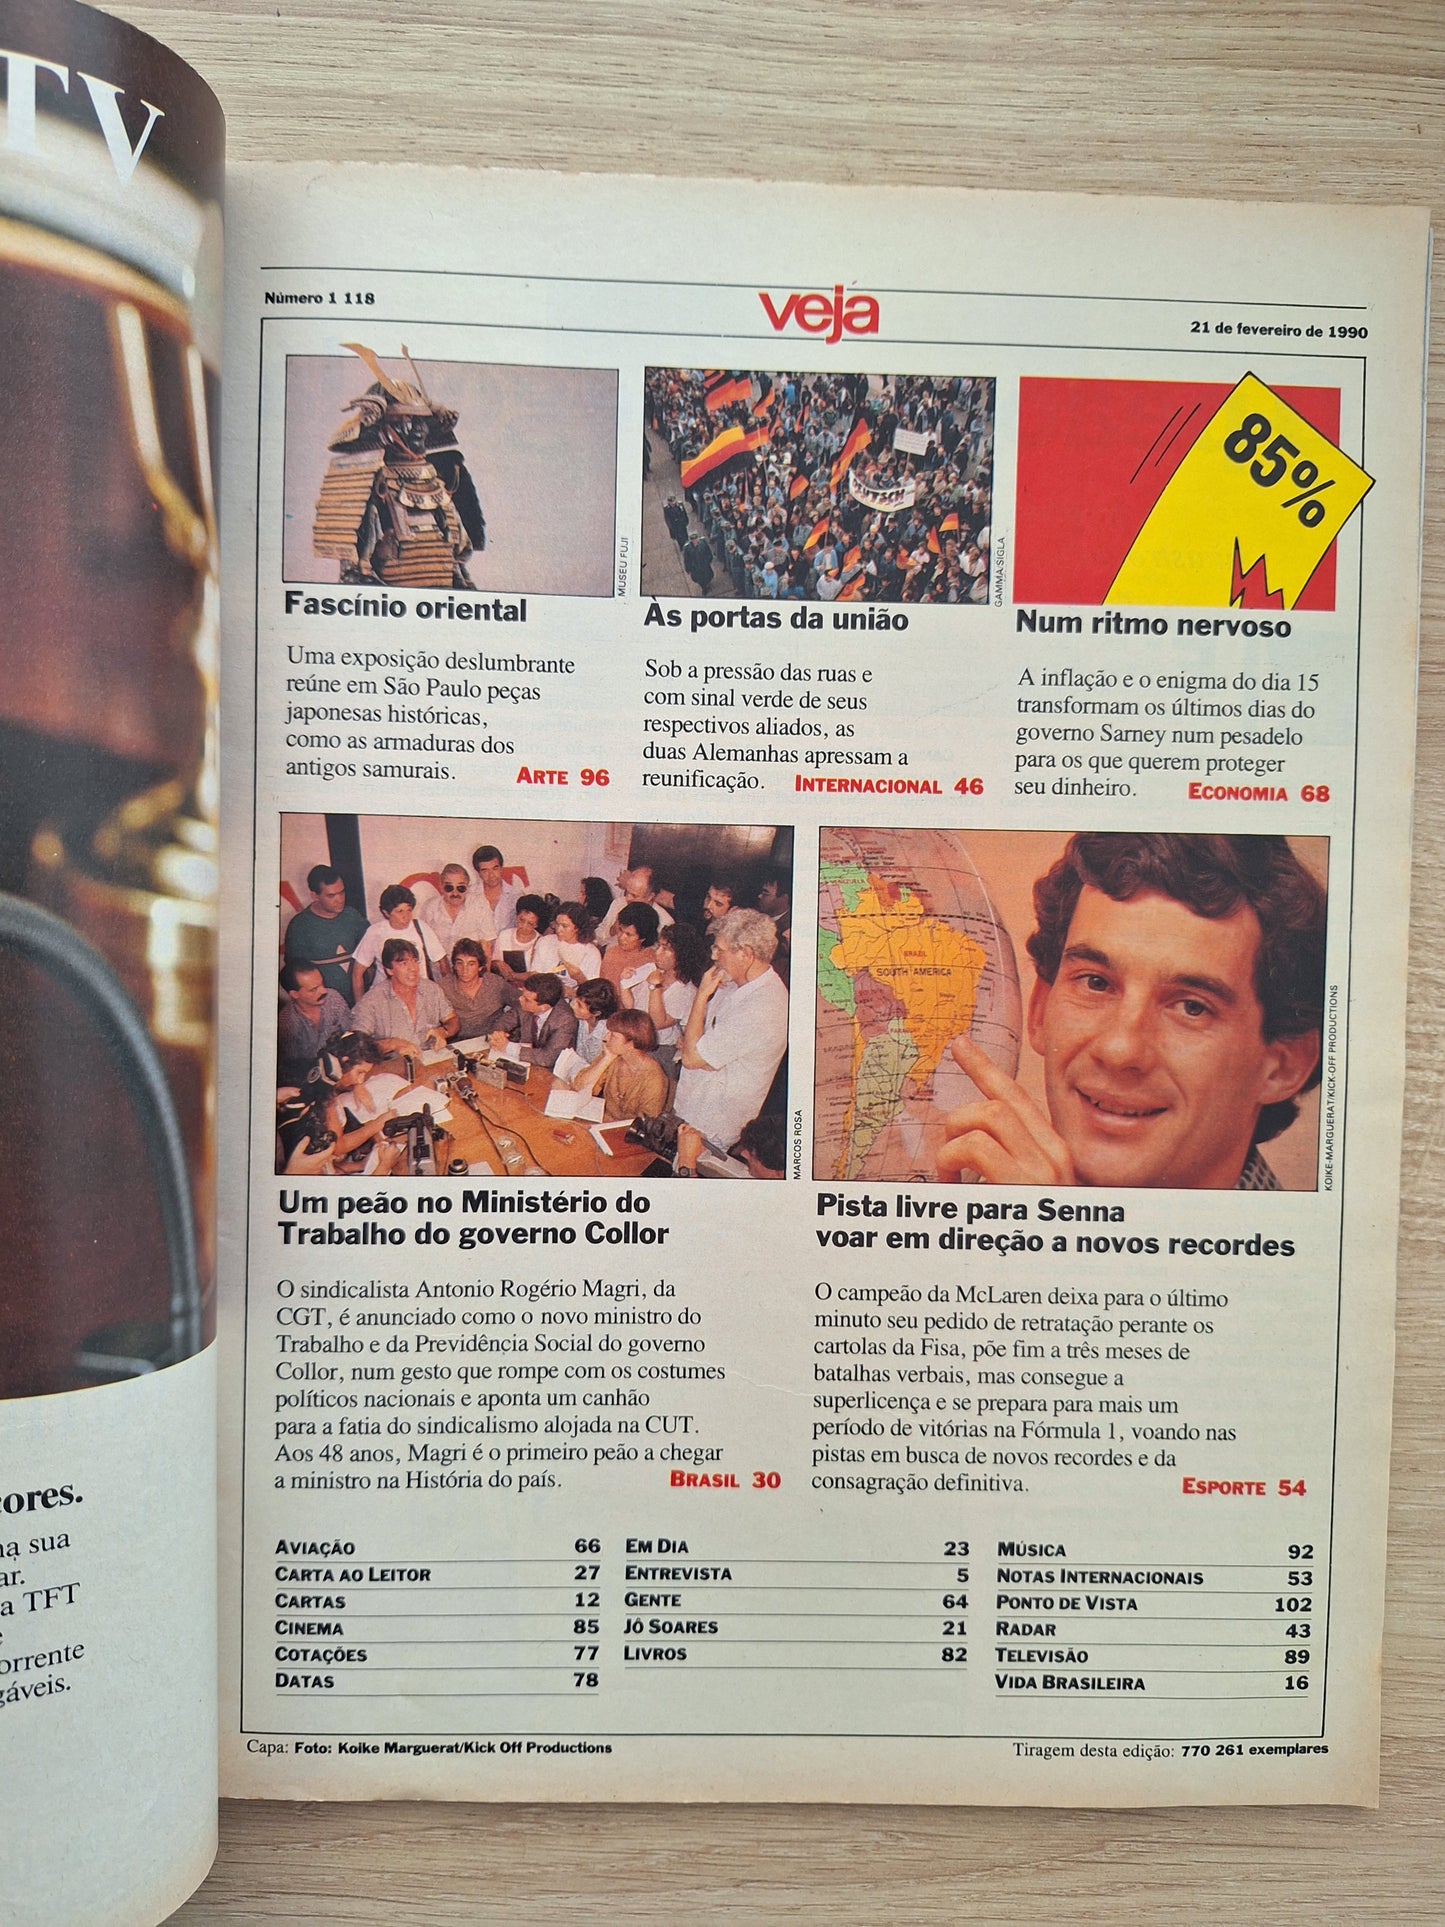 TV
cores.
sua
ar.
a TFT
orrente
gáveis.
Número 1 118
veja
21 de fevereiro de 1990
85%
MUSEU FUJI
GAMMA/SIGLA
Fascínio oriental
Uma exposição deslumbrante
reúne em São Paulo peças
japonesas históricas,
como as armaduras dos
antigos samurais. ARTE 96
Às portas da união
Sob a pressão das ruas e
com sinal verde de seus
respectivos aliados, as
duas Alemanhas apressam a
reunificação. INTERNACIONAL 46
Num ritmo nervoso
A inflação e o enigma do dia 15
transformam os últimos dias do
governo Sarney num pesadelo
para os que querem proteger
seu dinheiro. ECONOMIA 68
MARCOS ROSA
BRASIL
SOUTH AMERICA
KOIKE-MARGUERAT/KICK-OFF PRODUCTIONS
Um peão no Ministério do
Trabalho do governo Collor
O sindicalista Antonio Rogério Magri, da
CGT, é anunciado como o novo ministro do
Trabalho e da Previdência Social do governo
Collor, num gesto que rompe com os costumes
políticos nacionais e aponta um canhão
para a fatia do sindicalismo alojada na CUT.
Aos 48 anos, Magri é o primeiro peão a chegar
a ministro na História do país. BRASIL 30
Pista livre para Senna
voar em direção a novos recordes
O campeão da McLaren deixa para o último
minuto seu pedido de retratação perante os
cartolas da Fisa, põe fim a três meses de
batalhas verbais, mas consegue a
superlicença e se prepara para mais um
período de vitórias na Fórmula 1, voando nas
pistas em busca de novos recordes e da
consagração definitiva. ESPORTE 54
AVIAÇÃO 66
CARTA AO LEITOR 27
CARTAS 12
CINEMA 85
COTAÇÕES 77
DATAS 78
EM DIA 23
ENTREVISTA 5
GENTE 64
JÔ SOARES 21
LIVROS 82
MÚSICA 92
NOTAS INTERNACIONAIS 53
PONTO DE VISTA 102
RADAR 43
TELEVISÃO 89
VIDA BRASILEIRA 16
Capa: Foto: Koike Marguerat/Kick Off Productions
Tiragem desta edição: 770 261 exemplares